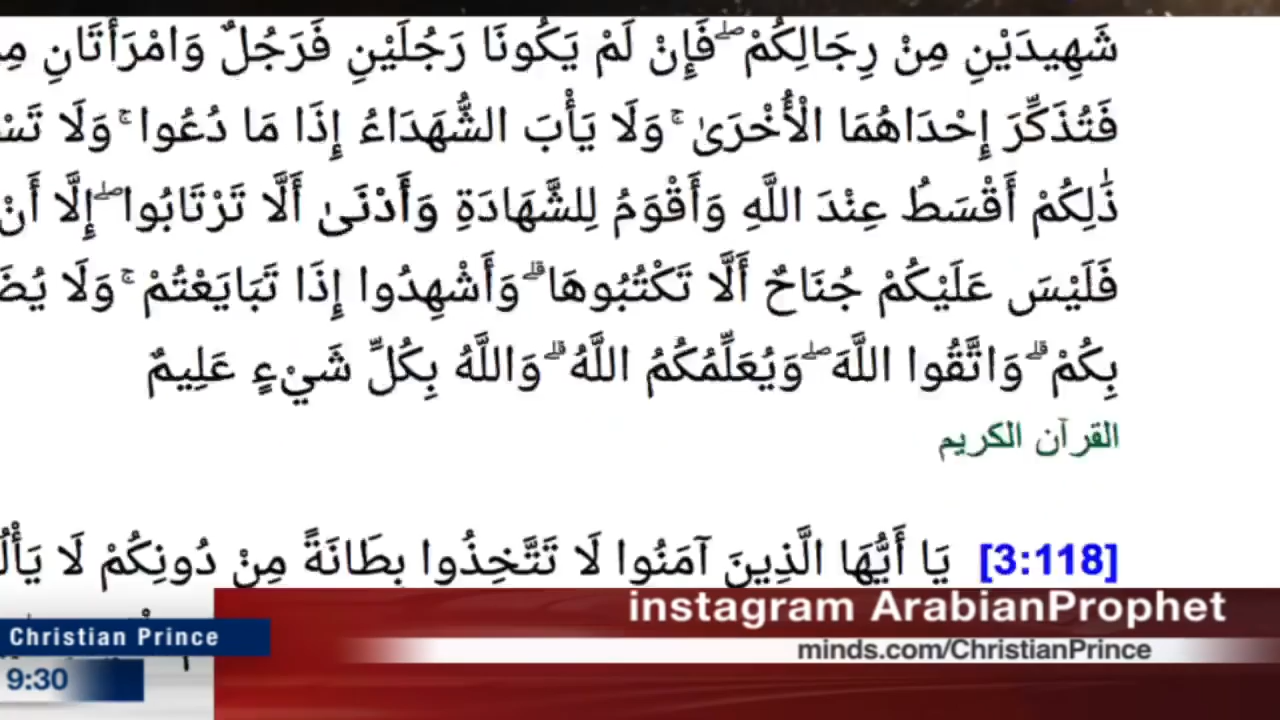 شَهِيدَيْنِ مِنْ رِجَالِكُمْ ۖ فَإِنْ لَمْ يَكُونَا رَجُلَيْنِ فَرَجُلٌ وَامْرَأَتَانِ
فَتُذَكِّرَ إِحْدَاهُمَا الْأُخْرَىٰ ۚ وَلَا يَأْبَ الشُّهَدَاءُ إِذَا مَا دُعُوا ۚ وَلَا
ذَٰلِكُمْ أَقْسَطُ عِنْدَ اللَّهِ وَأَقْوَمُ لِلشَّهَادَةِ وَأَدْنَىٰ أَلَّا تَرْتَابُوا ۖ إِلَّا أَنْ
فَلَيْسَ عَلَيْكُمْ جُنَاحٌ أَلَّا تَكْتُبُوهَا ۗ وَأَشْهِدُوا إِذَا تَبَايَعْتُمْ ۚ وَلَا
بِكُمْ ۗ وَاتَّقُوا اللَّهَ ۖ وَيُعَلِّمُكُمُ اللَّهُ ۗ وَاللَّهُ بِكُلِّ شَيْءٍ عَلِيمٌ
القرآن الكريم
[3:118] يَا أَيُّهَا الَّذِينَ آمَنُوا لَا تَتَّخِذُوا بِطَانَةً مِنْ دُونِكُمْ لَا
instagram ArabianProphet
Christian Prince
minds.com/ChristianPrince
9:30